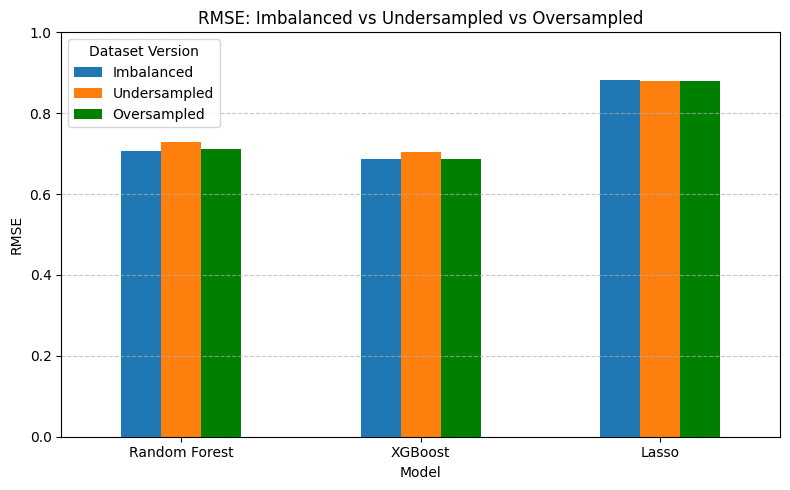 RMSE: Imbalanced vs Undersampled vs Oversampled
Dataset Version
Imbalanced
Undersampled
Oversampled
RMSE
1.0
0.8
0.6
0.4
0.2
0.0
Random Forest
XGBoost
Lasso
Model